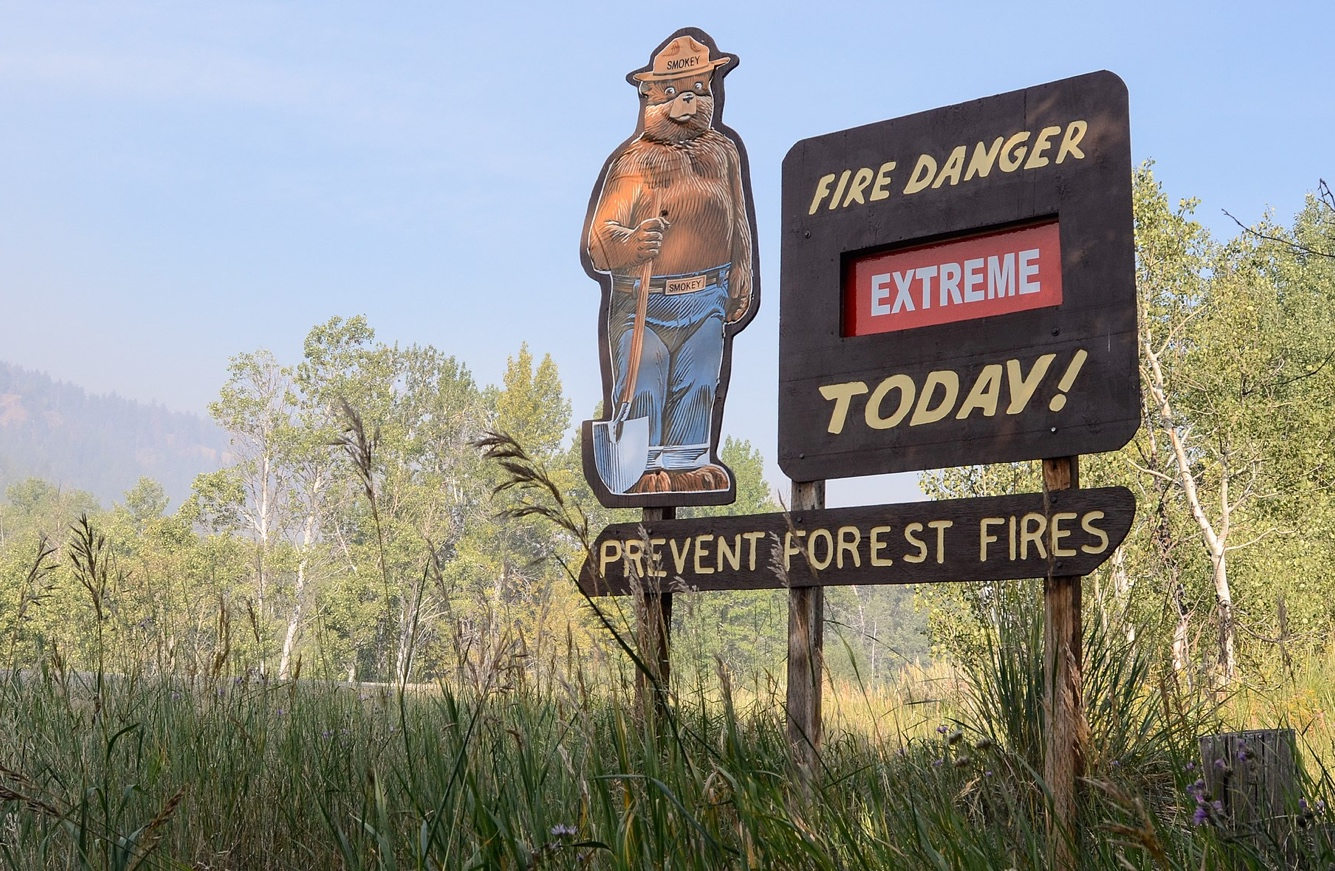 SMOKEY
SMOKEY
FIRE DANGER
EXTREME
TODAY!
PREVENT FOREST FIRES